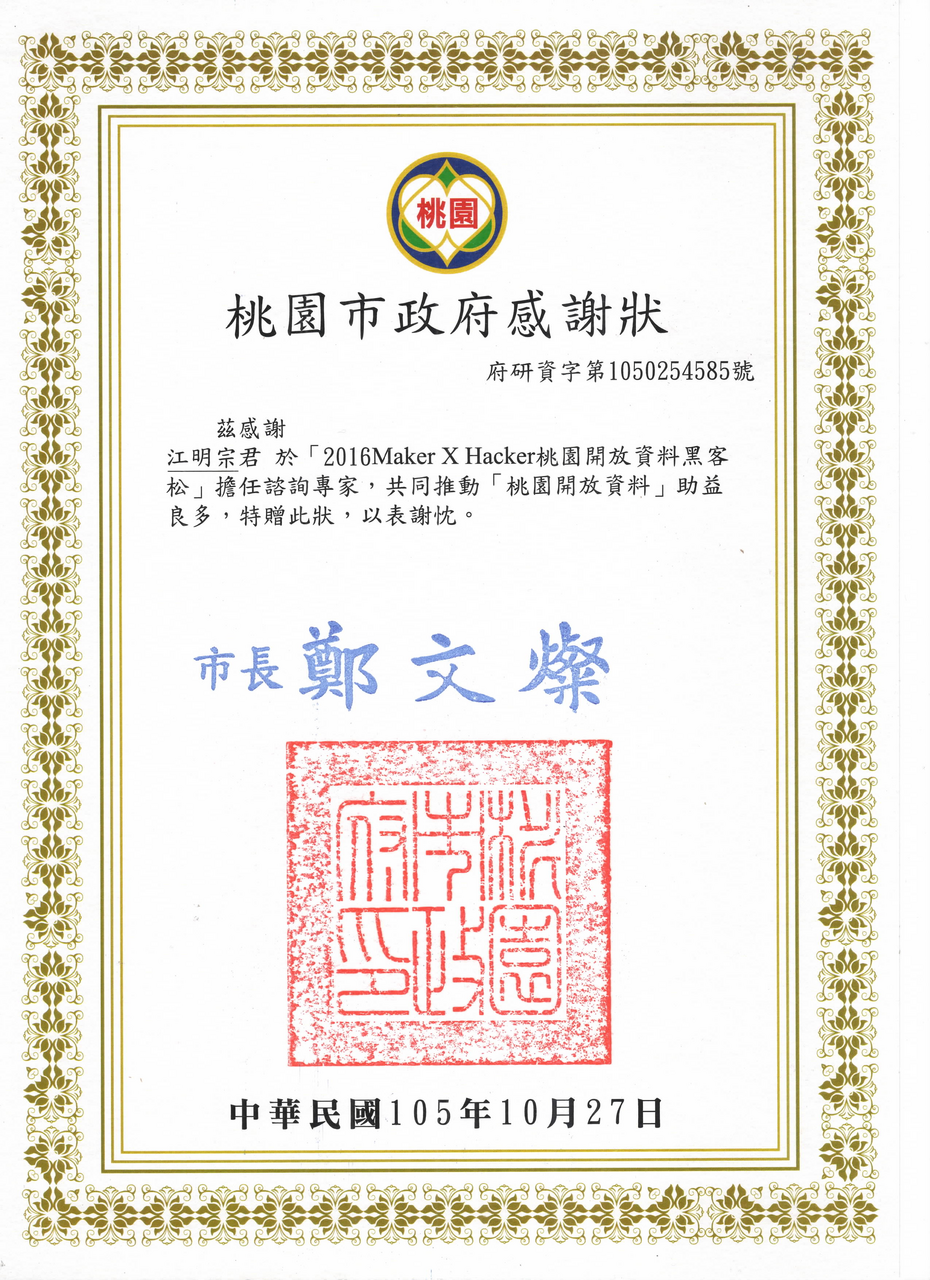 桃園
桃園市政府感謝狀
府研資字第1050254585號
茲感謝
江明宗君 於「2016Maker X Hacker桃園開放資料黑客
松」擔任諮詢專家，共同推動「桃園開放資料」助益
良多，特贈此狀，以表謝忱。
市長 鄭文燦
桃園市政府印
中華民國105年10月27日